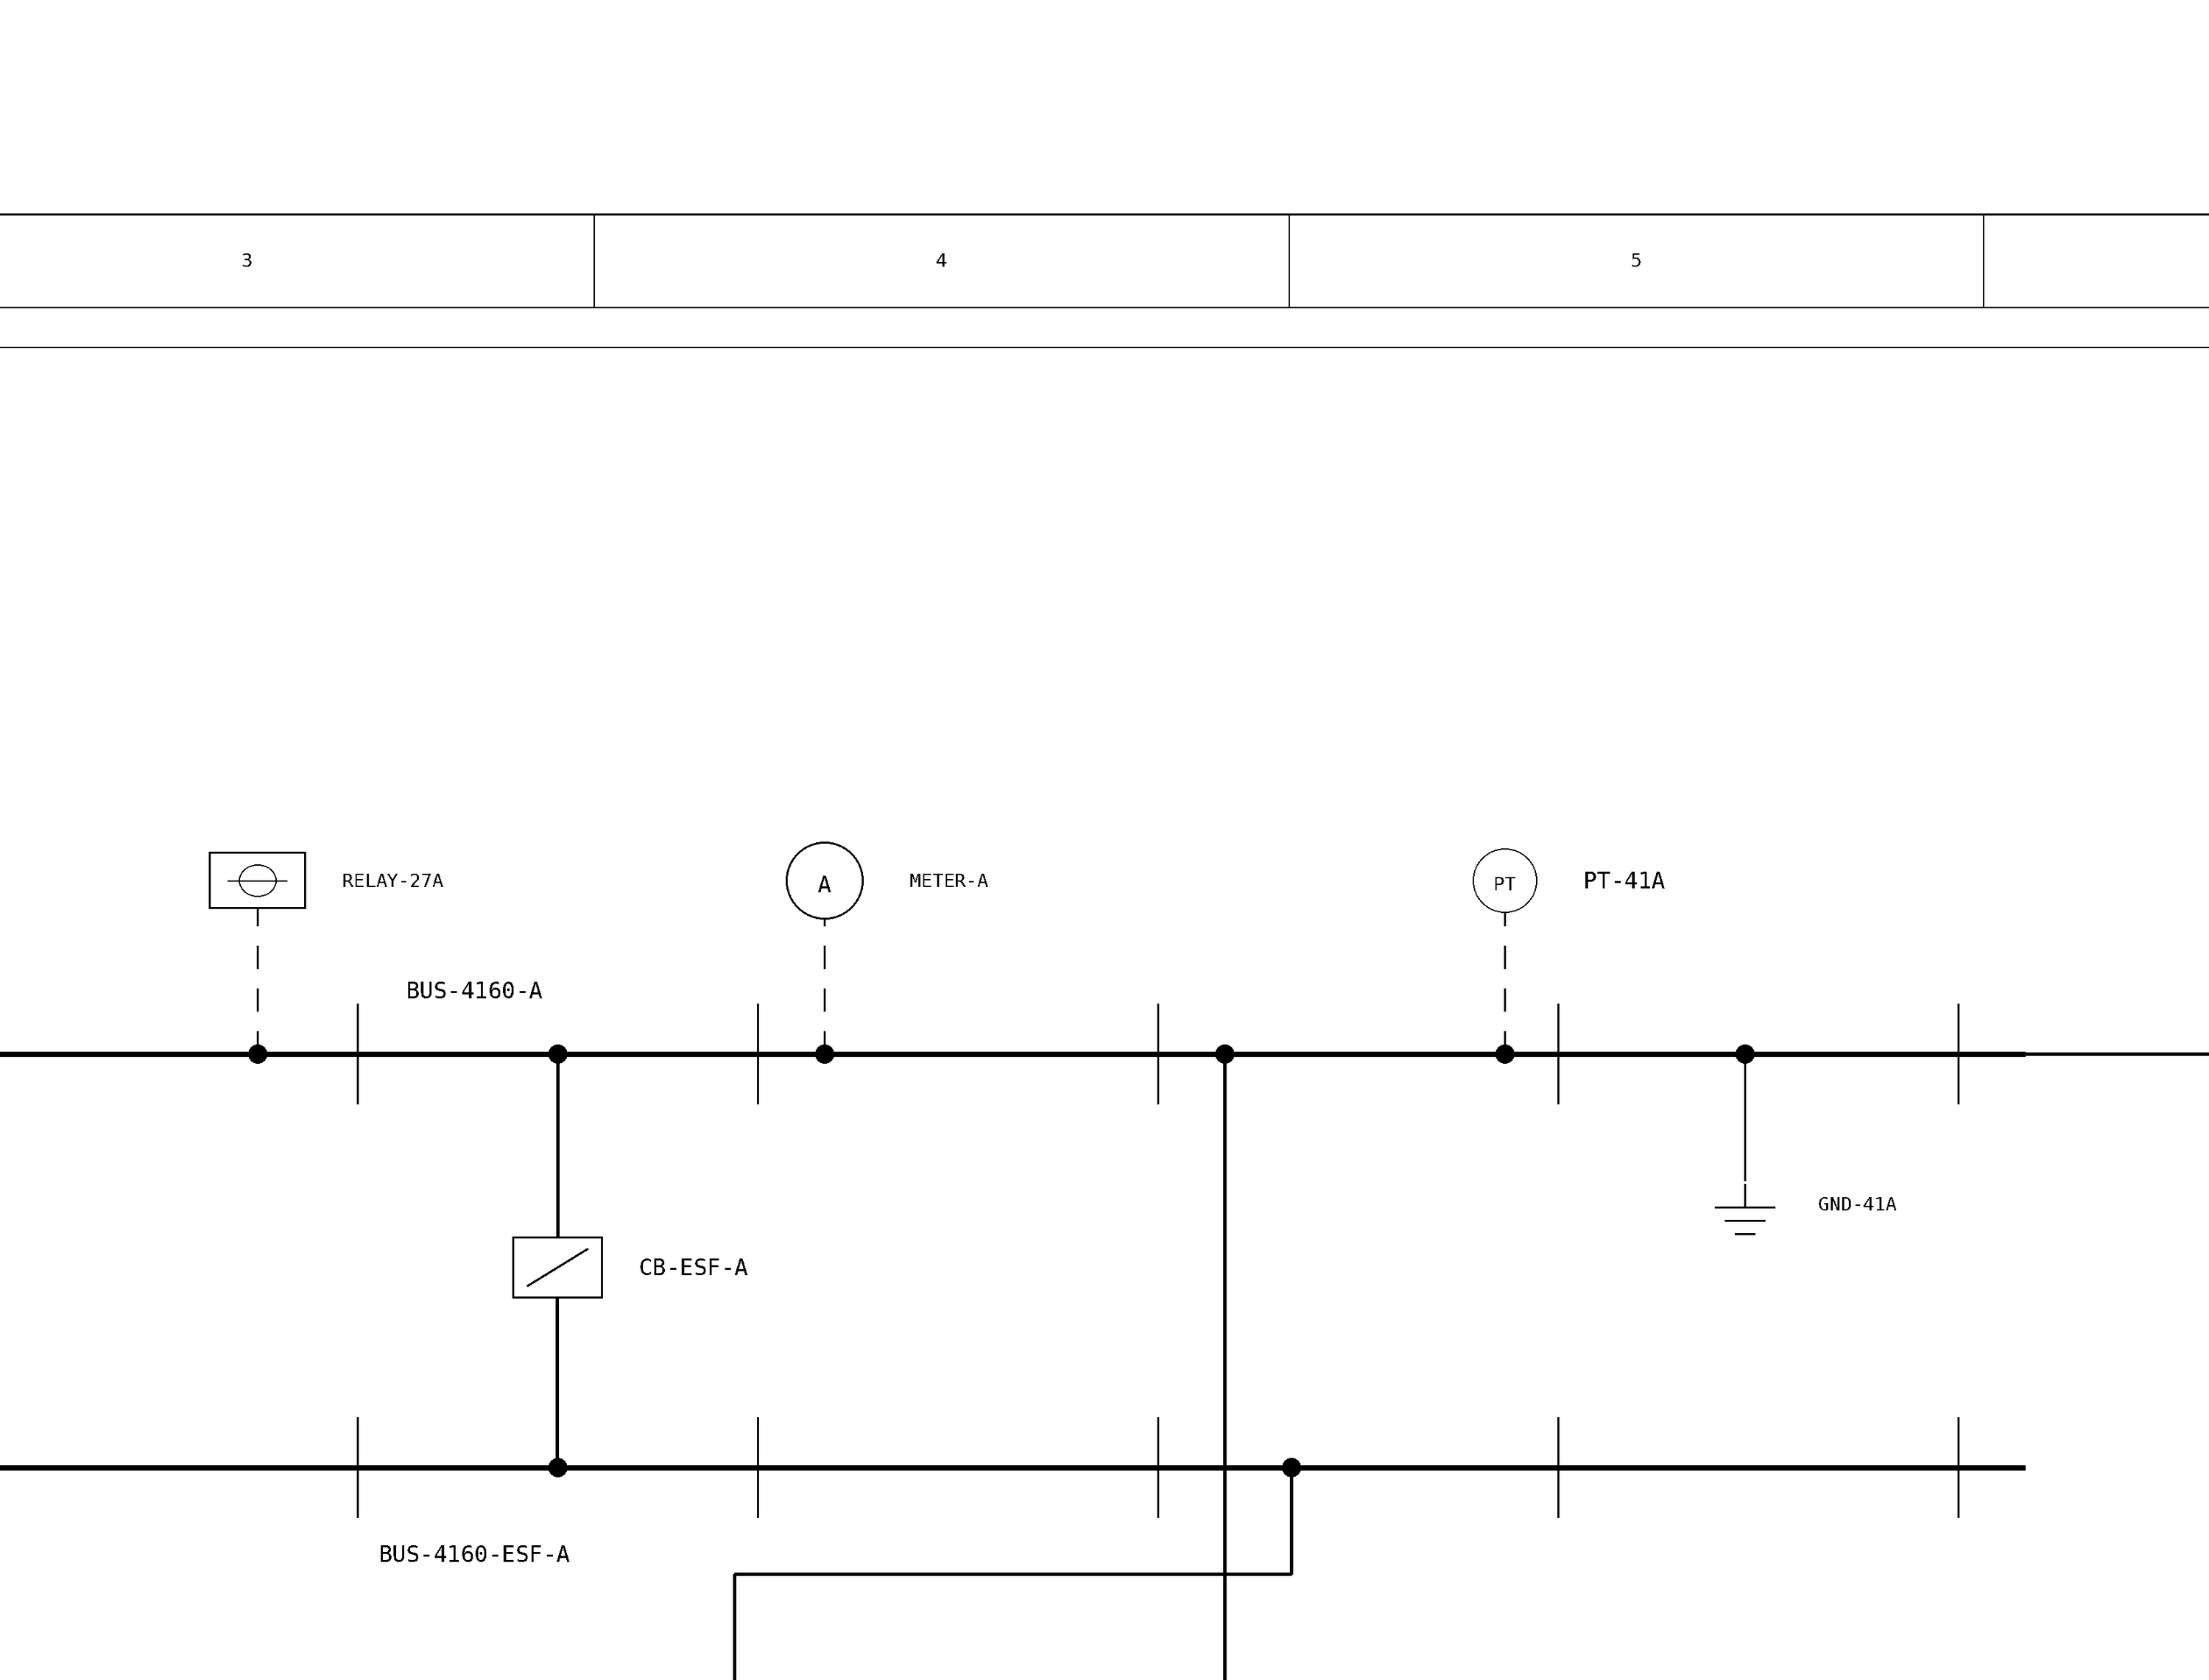 3
4
5
RELAY-27A
A
METER-A
PT
PT-41A
BUS-4160-A
GND-41A
CB-ESF-A
BUS-4160-ESF-A